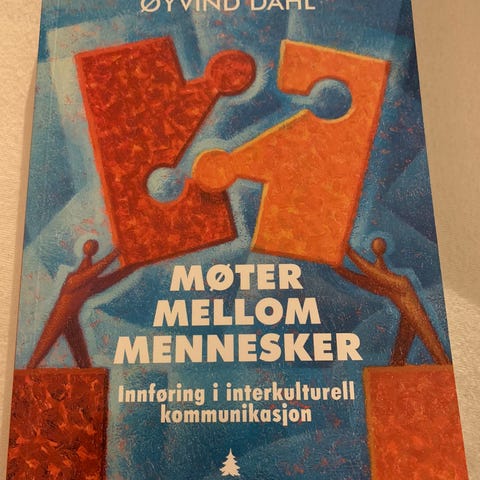 ØYVIND DAHL
MØTER
MELLOM
MENNESKER
Innføring i interkulturell
kommunikasjon